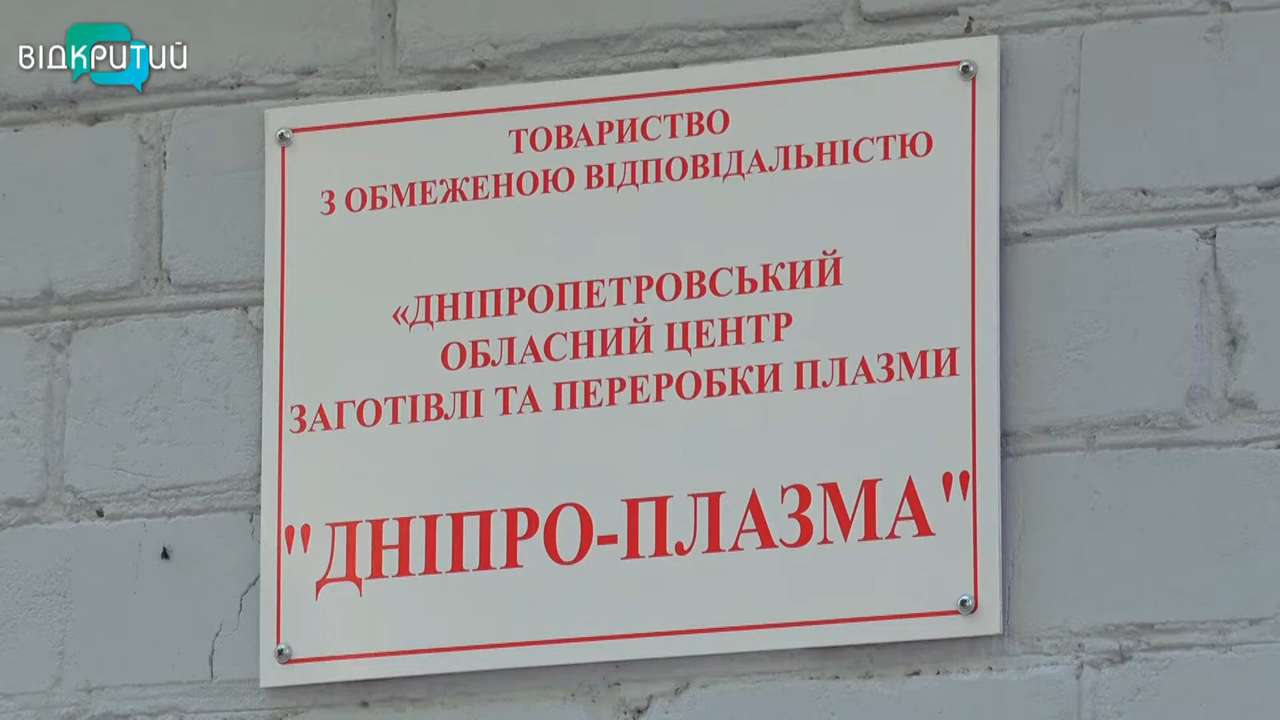 ВІДКРИТИЙ
ТОВАРИСТВО
З ОБМЕЖЕНОЮ ВІДПОВІДАЛЬНІСТЮ
«ДНІПРОПЕТРОВСЬКИЙ
ОБЛАСНИЙ ЦЕНТР
ЗАГОТІВЛІ ТА ПЕРЕРОБКИ ПЛАЗМИ
"ДНІПРО-ПЛАЗМА"